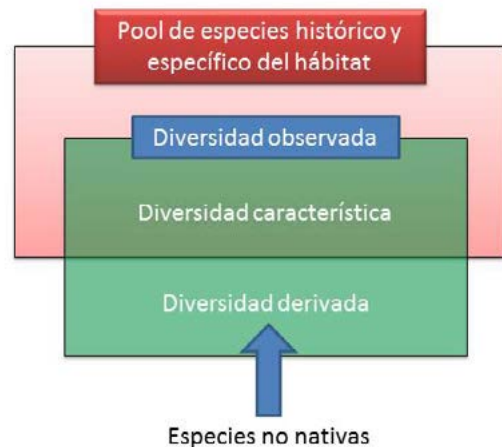 Pool de especies histórico y
específico del hábitat
Diversidad observada
Diversidad característica
Diversidad derivada
Especies no nativas